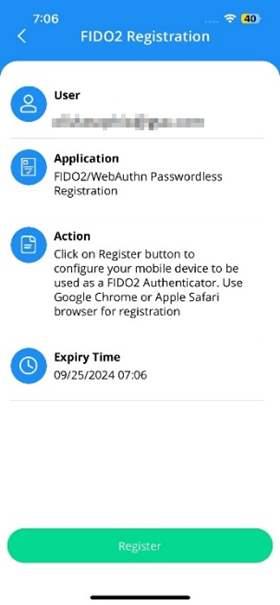 7:06
40
FIDO2 Registration
User
Application
FIDO2/WebAuthn Passwordless
Registration
Action
Click on Register button to
configure your mobile device to be
used as a FIDO2 Authenticator. Use
Google Chrome or Apple Safari
browser for registration
Expiry Time
09/25/2024 07:06
Register